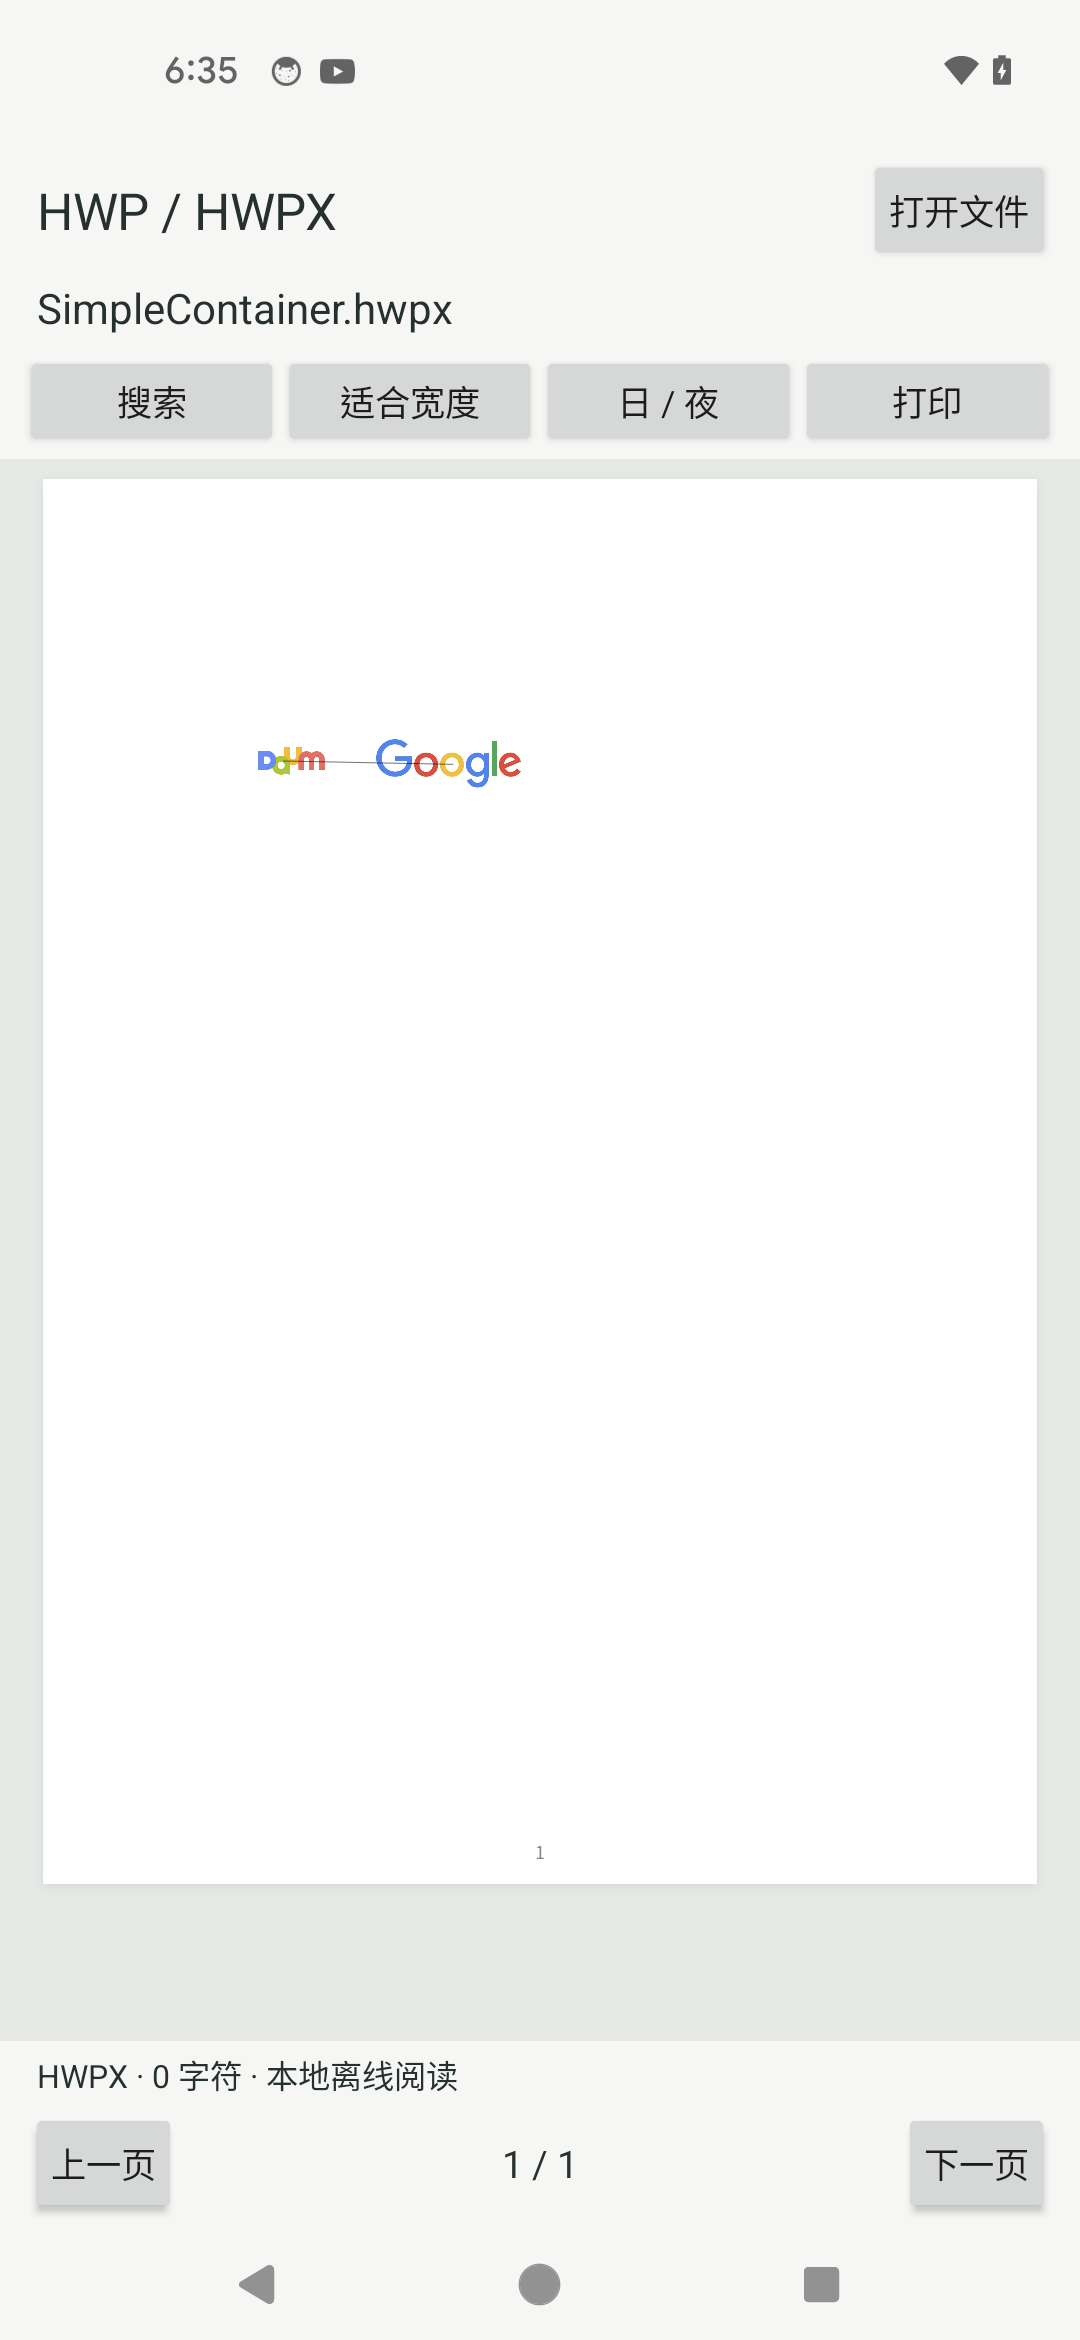 6:35
HWP / HWPX
打开文件
SimpleContainer.hwpx
搜索
适合宽度
日 / 夜
打印
Daum Google
1
HWPX · 0 字符 · 本地离线阅读
上一页
1 / 1
下一页